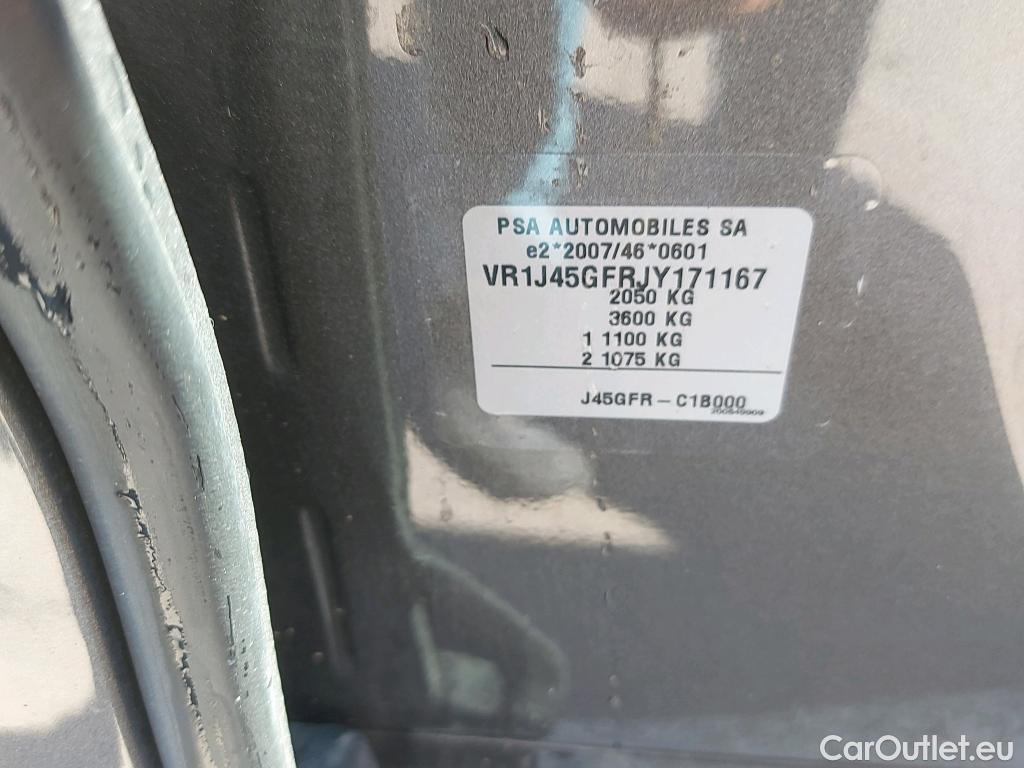 PSA AUTOMOBILES SA
e2*2007/46*0601
VR1J45GFRJY171167
2050 KG
3600 KG
1 1100 KG
2 1075 KG
J45GFR – C1B000
CarOutlet.eu